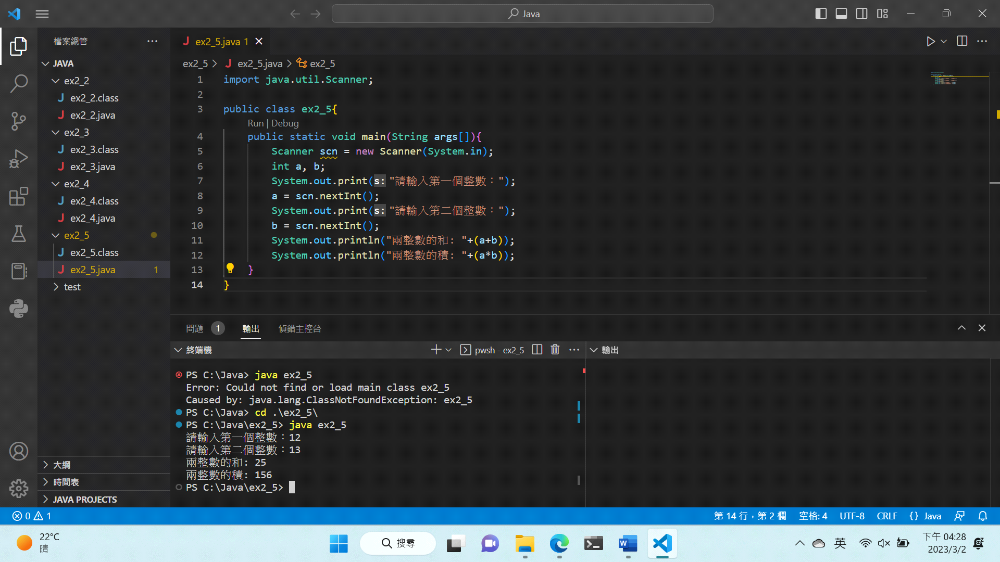 Java
檔案總管
JAVA
ex2_2
J ex2_2.class
J ex2_2.java
ex2_3
J ex2_3.class
J ex2_3.java
ex2_4
J ex2_4.class
J ex2_4.java
ex2_5
J ex2_5.class
J ex2_5.java 1
test
大綱
時間表
JAVA PROJECTS
J ex2_5.java 1
ex2_5 > J ex2_5.java > ex2_5
1 import java.util.Scanner;
2
3 public class ex2_5{
Run | Debug
4 public static void main(String args[]){
5 Scanner scn = new Scanner(System.in);
6 int a, b;
7 System.out.print(s: "請輸入第一個整數：");
8 a = scn.nextInt();
9 System.out.print(s: "請輸入第二個整數：");
10 b = scn.nextInt();
11 System.out.println("兩整數的和: "+(a+b));
12 System.out.println("兩整數的積: "+(a*b));
13 }
14 }
問題 1 輸出 偵錯主控台
終端機 pwsh - ex2_5
輸出
PS C:\Java> java ex2_5
Error: Could not find or load main class ex2_5
Caused by: java.lang.ClassNotFoundException: ex2_5
PS C:\Java> cd .\ex2_5\
PS C:\Java\ex2_5> java ex2_5
請輸入第一個整數：12
請輸入第二個整數：13
兩整數的和: 25
兩整數的積: 156
PS C:\Java\ex2_5>
0 1 第 14 行，第 2 欄 空格: 4 UTF-8 CRLF {} Java
22°C
晴
搜尋
英
下午 04:28
2023/3/2